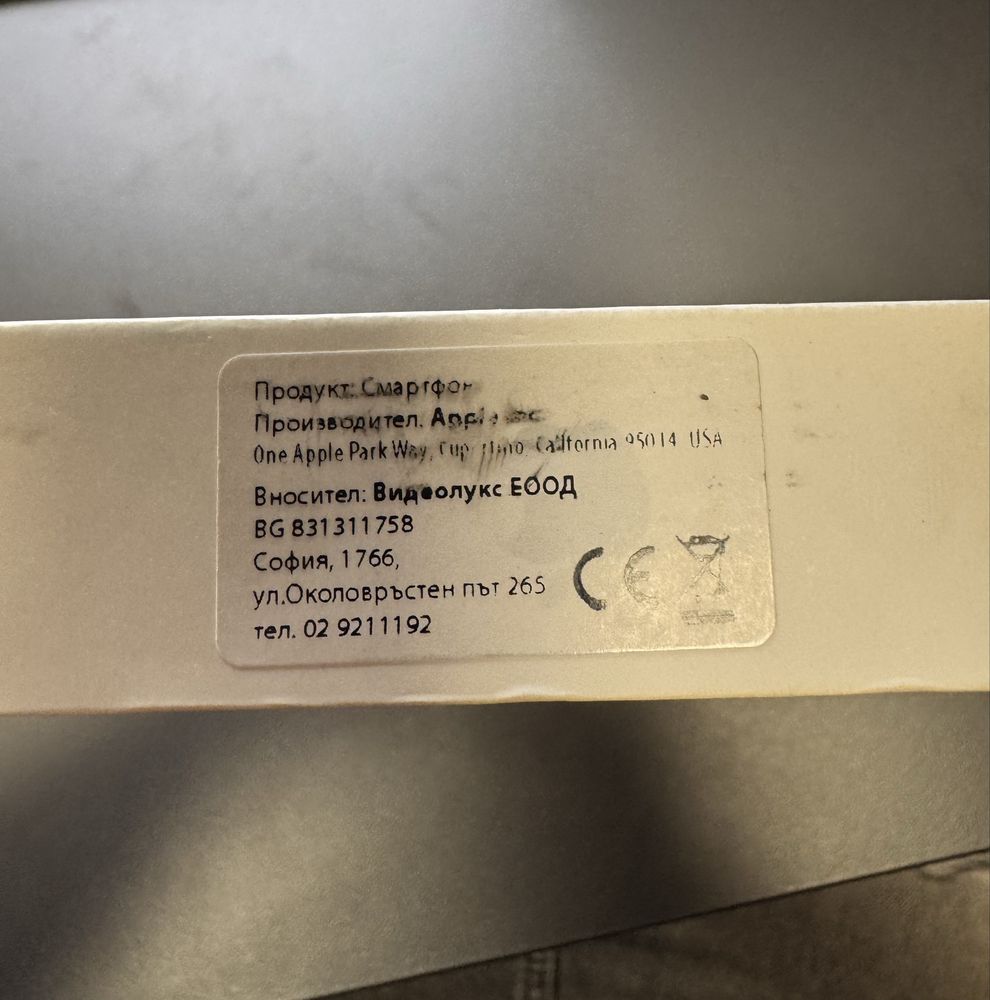 Продукт: Смартфон
Производител: Apple
One Apple Park Way, California 95014 USA
Вносител: Видеолукс ЕООД
BG 831311758
София, 1766,
ул.Околовръстен път 265
тел. 02 9211192
CE